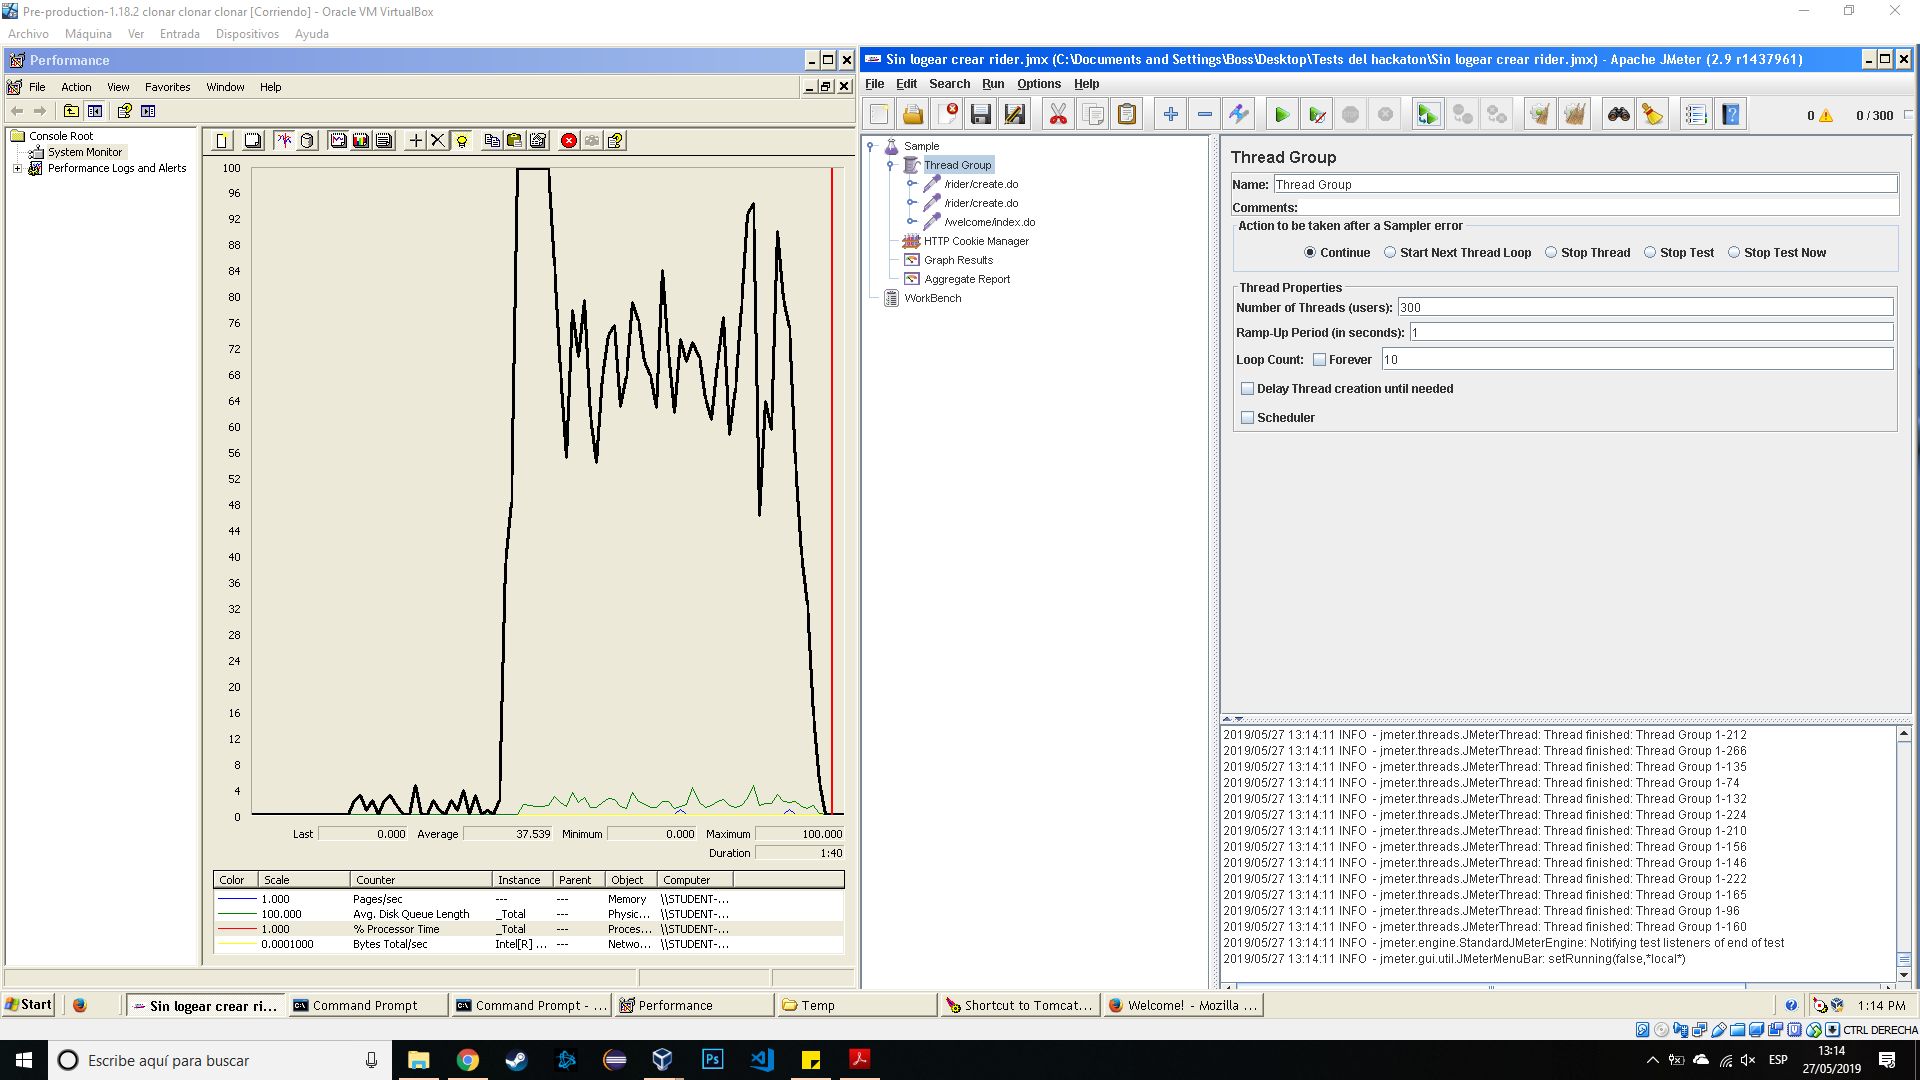 Pre-production-1.18.2 clonar clonar clonar [Corriendo] - Oracle VM VirtualBox
Archivo Máquina Ver Entrada Dispositivos Ayuda
Performance
File Action View Favorites Window Help
Console Root
System Monitor
Performance Logs and Alerts
100
96
92
88
84
80
76
72
68
64
60
56
52
48
44
40
36
32
28
24
20
16
12
8
4
0
Last 0.000 Average 37.539 Minimum 0.000 Maximum 100.000
Duration 1:40
Color Scale Counter Instance Parent Object Computer
1.000 Pages/sec --- --- Memory \\STUDENT-...
100.000 Avg. Disk Queue Length _Total --- Physic... \\STUDENT-...
1.000 % Processor Time _Total --- Proces... \\STUDENT-...
0.0001000 Bytes Total/sec Intel[R] ... --- Netwo... \\STUDENT-...
Sin logear crear rider.jmx (C:\Documents and Settings\Boss\Desktop\Tests del hackaton\Sin logear crear rider.jmx) - Apache JMeter (2.9 r1437961)
File Edit Search Run Options Help
0 0 / 300
Sample
Thread Group
/rider/create.do
/rider/create.do
/welcome/index.do
HTTP Cookie Manager
Graph Results
Aggregate Report
WorkBench
Thread Group
Name: Thread Group
Comments:
Action to be taken after a Sampler error
Continue Start Next Thread Loop Stop Thread Stop Test Stop Test Now
Thread Properties
Number of Threads (users): 300
Ramp-Up Period (in seconds): 1
Loop Count: Forever 10
Delay Thread creation until needed
Scheduler
2019/05/27 13:14:11 INFO - jmeter.threads.JMeterThread: Thread finished: Thread Group 1-212
2019/05/27 13:14:11 INFO - jmeter.threads.JMeterThread: Thread finished: Thread Group 1-266
2019/05/27 13:14:11 INFO - jmeter.threads.JMeterThread: Thread finished: Thread Group 1-135
2019/05/27 13:14:11 INFO - jmeter.threads.JMeterThread: Thread finished: Thread Group 1-74
2019/05/27 13:14:11 INFO - jmeter.threads.JMeterThread: Thread finished: Thread Group 1-132
2019/05/27 13:14:11 INFO - jmeter.threads.JMeterThread: Thread finished: Thread Group 1-224
2019/05/27 13:14:11 INFO - jmeter.threads.JMeterThread: Thread finished: Thread Group 1-210
2019/05/27 13:14:11 INFO - jmeter.threads.JMeterThread: Thread finished: Thread Group 1-156
2019/05/27 13:14:11 INFO - jmeter.threads.JMeterThread: Thread finished: Thread Group 1-146
2019/05/27 13:14:11 INFO - jmeter.threads.JMeterThread: Thread finished: Thread Group 1-222
2019/05/27 13:14:11 INFO - jmeter.threads.JMeterThread: Thread finished: Thread Group 1-165
2019/05/27 13:14:11 INFO - jmeter.threads.JMeterThread: Thread finished: Thread Group 1-96
2019/05/27 13:14:11 INFO - jmeter.threads.JMeterThread: Thread finished: Thread Group 1-160
2019/05/27 13:14:11 INFO - jmeter.engine.StandardJMeterEngine: Notifying test listeners of end of test
2019/05/27 13:14:11 INFO - jmeter.gui.util.JMeterMenuBar: setRunning(false,*local*)
Start Sin logear crear ri... Command Prompt Command Prompt - ... Performance Temp Shortcut to Tomcat... Welcome! - Mozilla ... 1:14 PM
CTRL DERECHA
Escribe aquí para buscar
ESP
13:14
27/05/2019